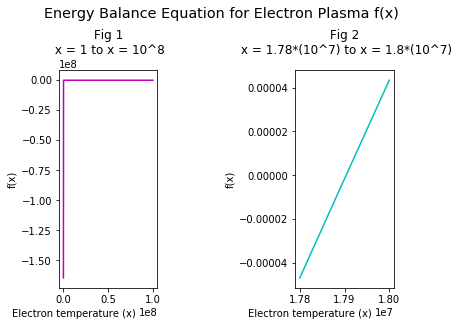 Energy Balance Equation for Electron Plasma f(x)
Fig 1
x = 1 to x = 10^8
1e8
0.00
−0.25
−0.50
−0.75
−1.00
−1.25
−1.50
f(x)
0.0
0.5
1.0
Electron temperature (x)
1e8
Fig 2
x = 1.78*(10^7) to x = 1.8*(10^7)
0.00004
0.00002
0.00000
−0.00002
−0.00004
f(x)
1.78
1.79
1.80
Electron temperature (x)
1e7